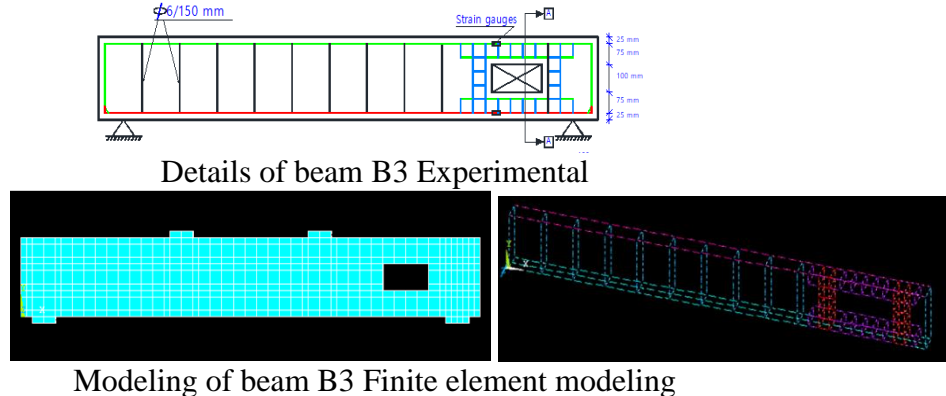 ϕ6/150 mm
Strain gauges
A
25 mm
75 mm
100 mm
75 mm
25 mm
A
Details of beam B3 Experimental
X
X
Modeling of beam B3 Finite element modeling